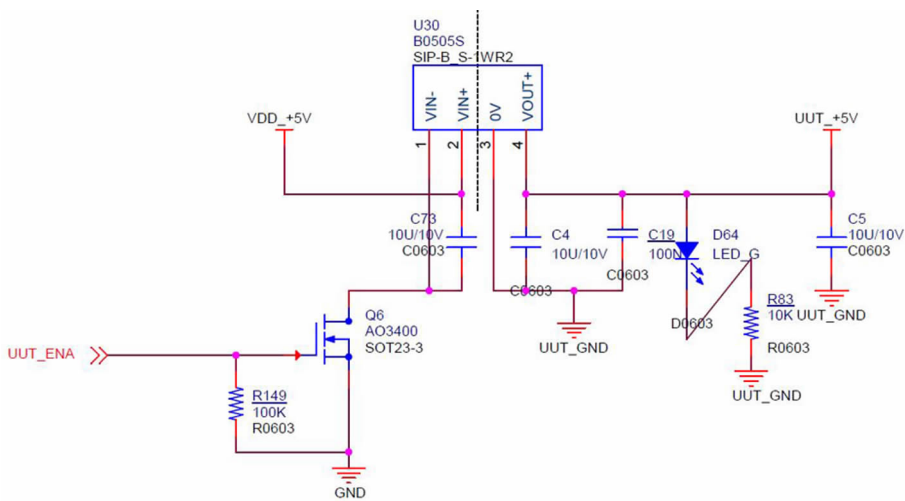 U30
B0505S
SIP-B_S-1WR2
VIN-
VIN+
0V
VOUT+
1
2
3
4
VDD_+5V
UUT_+5V
C73
10U/10V
C0603
C4
10U/10V
C0603
C19
100N
C0603
D64
LED_G
D0603
C5
10U/10V
C0603
UUT_GND
R83
10K
R0603
UUT_GND
UUT_GND
Q6
AO3400
SOT23-3
UUT_ENA
R149
100K
R0603
GND